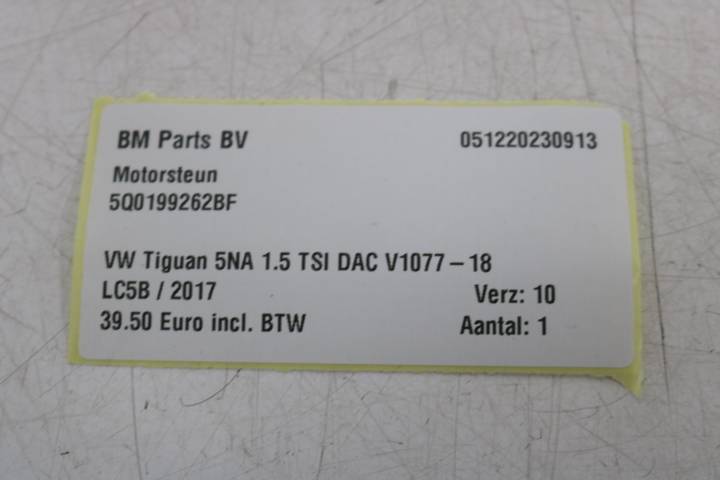 BM Parts BV 051220230913
Motorsteun
5Q0199262BF
VW Tiguan 5NA 1.5 TSI DAC V1077 – 18
LC5B / 2017 Verz: 10
39.50 Euro incl. BTW Aantal: 1